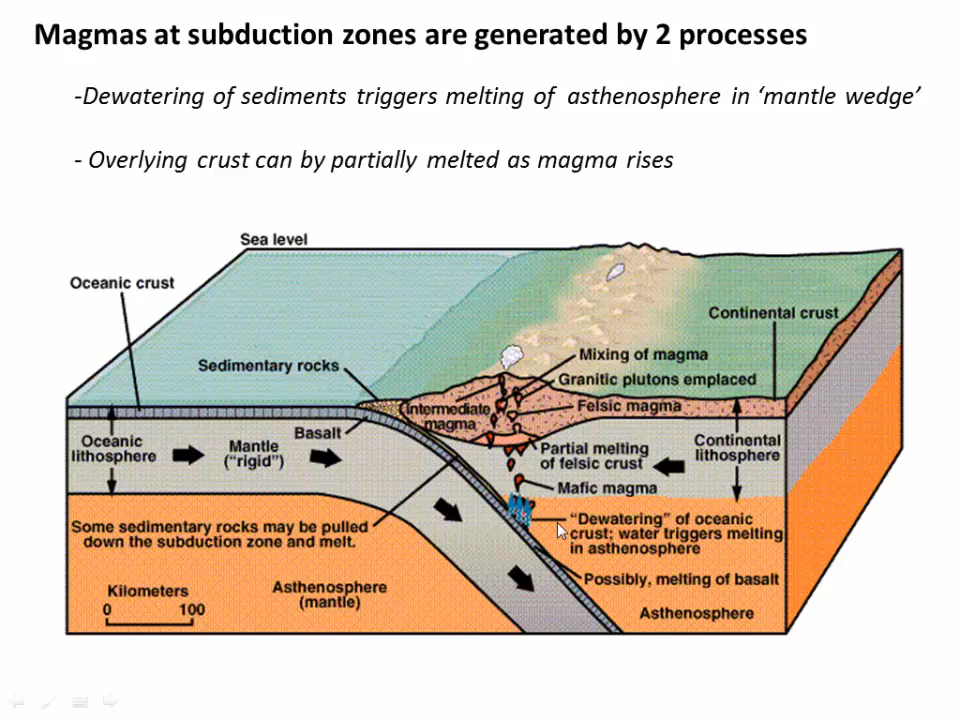 Magmas at subduction zones are generated by 2 processes
-Dewatering of sediments triggers melting of asthenosphere in ‘mantle wedge’
- Overlying crust can by partially melted as magma rises
Sea level
Oceanic crust
Continental crust
Sedimentary rocks
Mixing of magma
Granitic plutons emplaced
Intermediate
magma
Felsic magma
Basalt
Oceanic
lithosphere
Mantle
(“rigid”)
Partial melting
of felsic crust
Continental
lithosphere
Mafic magma
Some sedimentary rocks may be pulled
down the subduction zone and melt.
“Dewatering” of oceanic
crust; water triggers melting
in asthenosphere
Possibly, melting of basalt
Kilometers
0 100
Asthenosphere
(mantle)
Asthenosphere